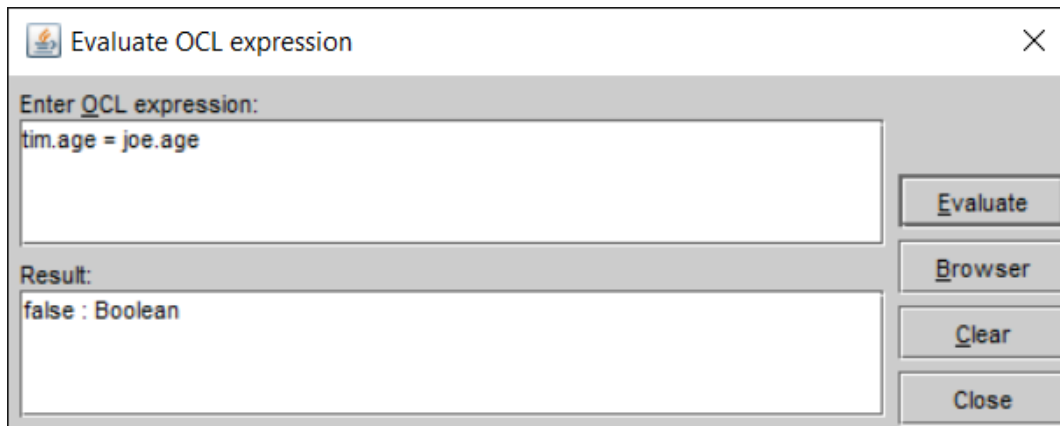 Evaluate OCL expression
Enter OCL expression:
tim.age = joe.age
Evaluate
Browser
Result:
false : Boolean
Clear
Close